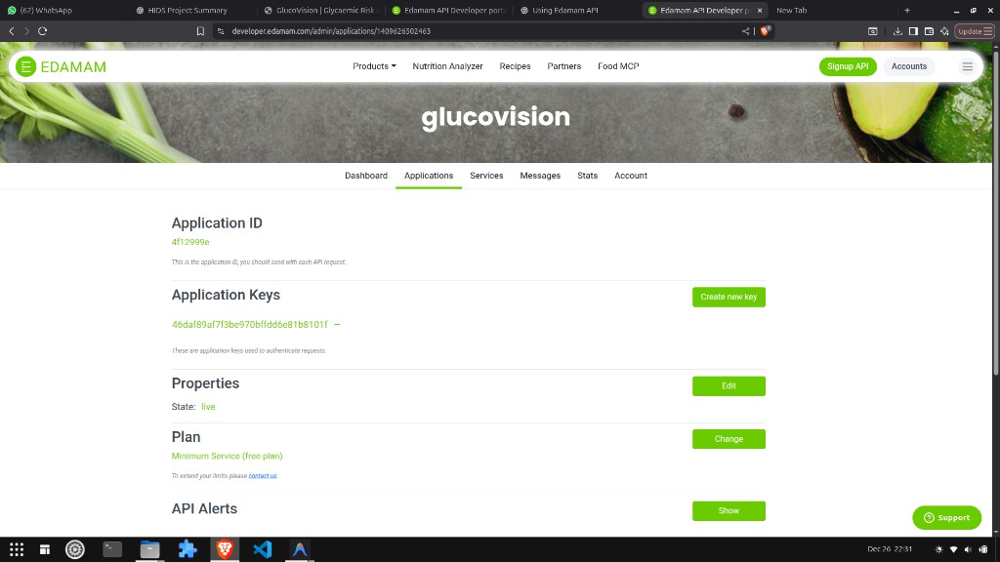 (62) WhatsApp
HIDS Project Summary
GlucoVision | Glycaemic Risk
Edamam API Developer porta
Using Edamam API
Edamam API Developer p
New Tab
developer.edamam.com/admin/applications/1409626502463
Update
EDAMAM
Products
Nutrition Analyzer
Recipes
Partners
Food MCP
Signup API
Accounts
glucovision
Dashboard
Applications
Services
Messages
Stats
Account
Application ID
4f12999e
This is the application ID, you should send with each API request.
Application Keys
Create new key
46daf89af7f3be970bffdd6e81b8101f —
These are application keys used to authenticate requests.
Properties
Edit
State: live
Plan
Change
Minimum Service (free plan)
To extend your limits please contact us.
API Alerts
Show
Support
Dec 26 22:31